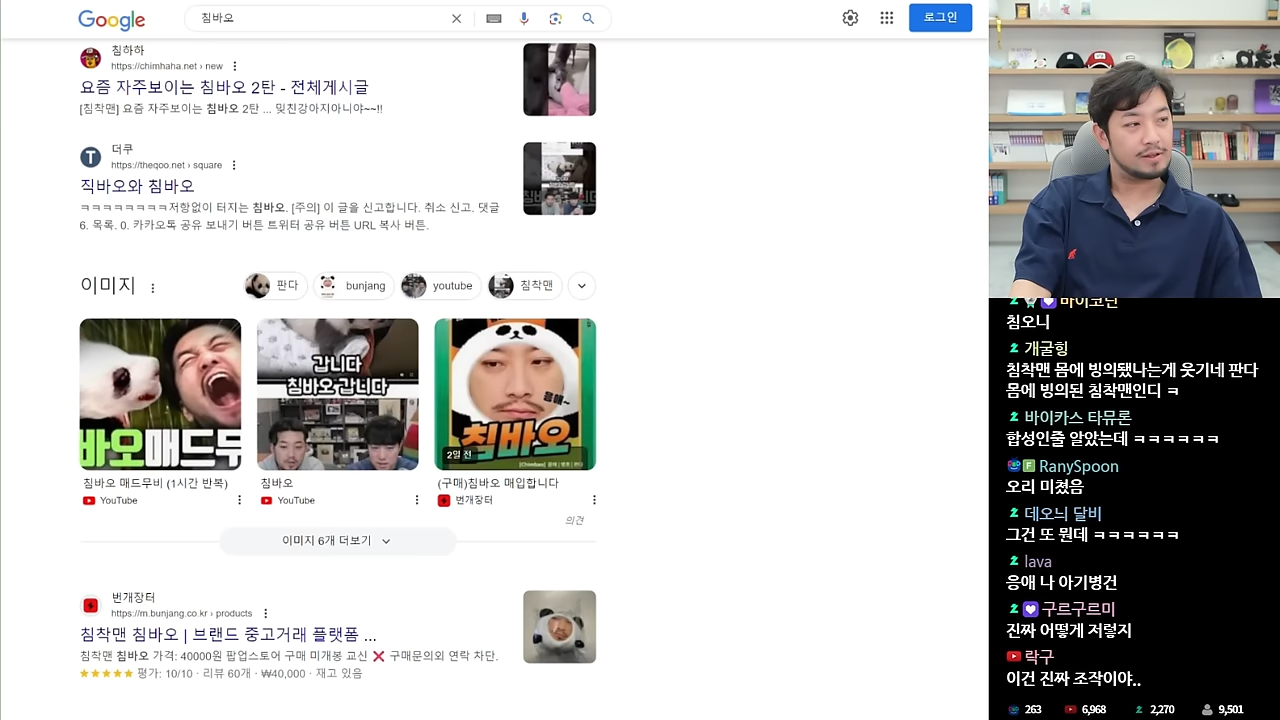 Google
침바오
로그인
침하하
https://chimhaha.net › new
요즘 자주보이는 침바오 2탄 - 전체게시글
[침착맨] 요즘 자주보이는 침바오 2탄 ... 및친강아지아니야~~!!
더쿠
https://theqoo.net › square
직바오와 침바오
ㅋㅋㅋㅋㅋㅋㅋㅋ저항없이 터지는 침바오. [주의] 이 글을 신고합니다. 취소 신고. 댓글
6. 목록. 0. 카카오톡 공유 보내기 버튼 트위터 공유 버튼 URL 복사 버튼.
이미지
판다
bunjang
youtube
침착맨
바오매드무
갑니다
침바오 갑니다
응애~
침바오
2일 전
침바오 매드무비 (1시간 반복)
YouTube
침바오
YouTube
(구매)침바오 매입합니다
번개장터
의견
이미지 6개 더보기
번개장터
https://m.bunjang.co.kr › products
침착맨 침바오 | 브랜드 중고거래 플랫폼 ...
침착맨 침바오 가격: 40000원 팝업스토어 구매 미개봉 교신 ❌ 구매문의외 연락 차단.
★★★★★ 평가: 10/10 · 리뷰 60개 · ₩40,000 · 재고 있음
침오니
개굴힝
침착맨 몸에 빙의됐나는게 웃기네 판다
몸에 빙의된 침착맨인디 ㅋ
바이카스 타뮤론
합성인줄 알았는데 ㅋㅋㅋㅋㅋㅋ
RanySpoon
오리 미쳤음
데오늬 달비
그건 또 뭔데 ㅋㅋㅋㅋㅋㅋ
lava
응애 나 아기병건
구르구르미
진짜 어떻게 저렇지
락구
이건 진짜 조작이야..
263
6,968
2,270
9,501